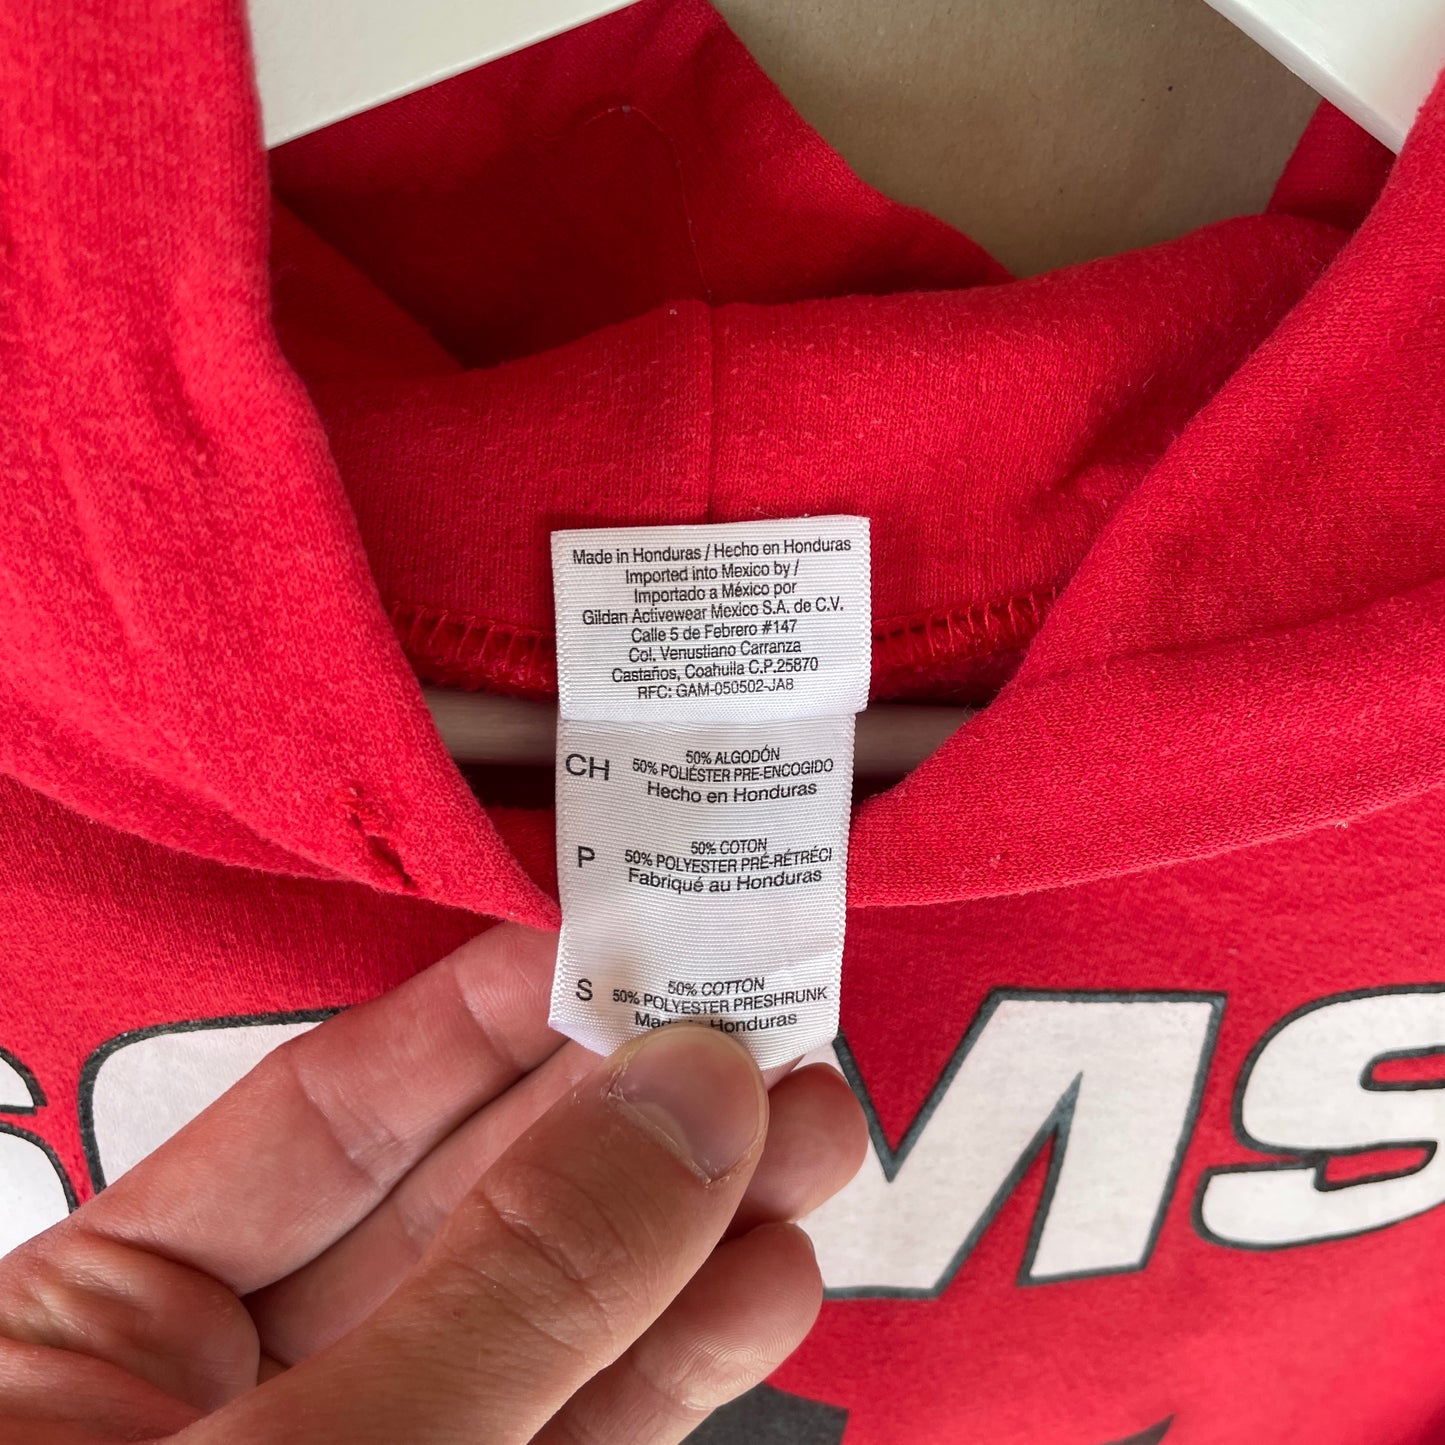 Made in Honduras / Hecho en Honduras
Imported into Mexico by /
Importado a México por
Gildan Activewear Mexico S.A. de C.V.
Calle 5 de Febrero #147
Col. Venustiano Carranza
Castaños, Coahuila C.P.25870
RFC: GAM-050502-JA8
CH
50% ALGODÓN
50% POLIÉSTER PRE-ENCOGIDO
Hecho en Honduras
P
50% COTON
50% POLYESTER PRÉ-RÉTRÉCI
Fabriqué au Honduras
S
50% COTTON
50% POLYESTER PRESHRUNK
Honduras